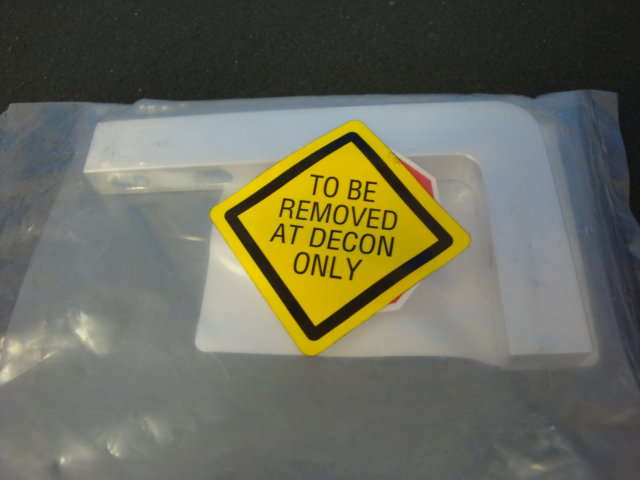 TO BE
REMOVED
AT DECON
ONLY